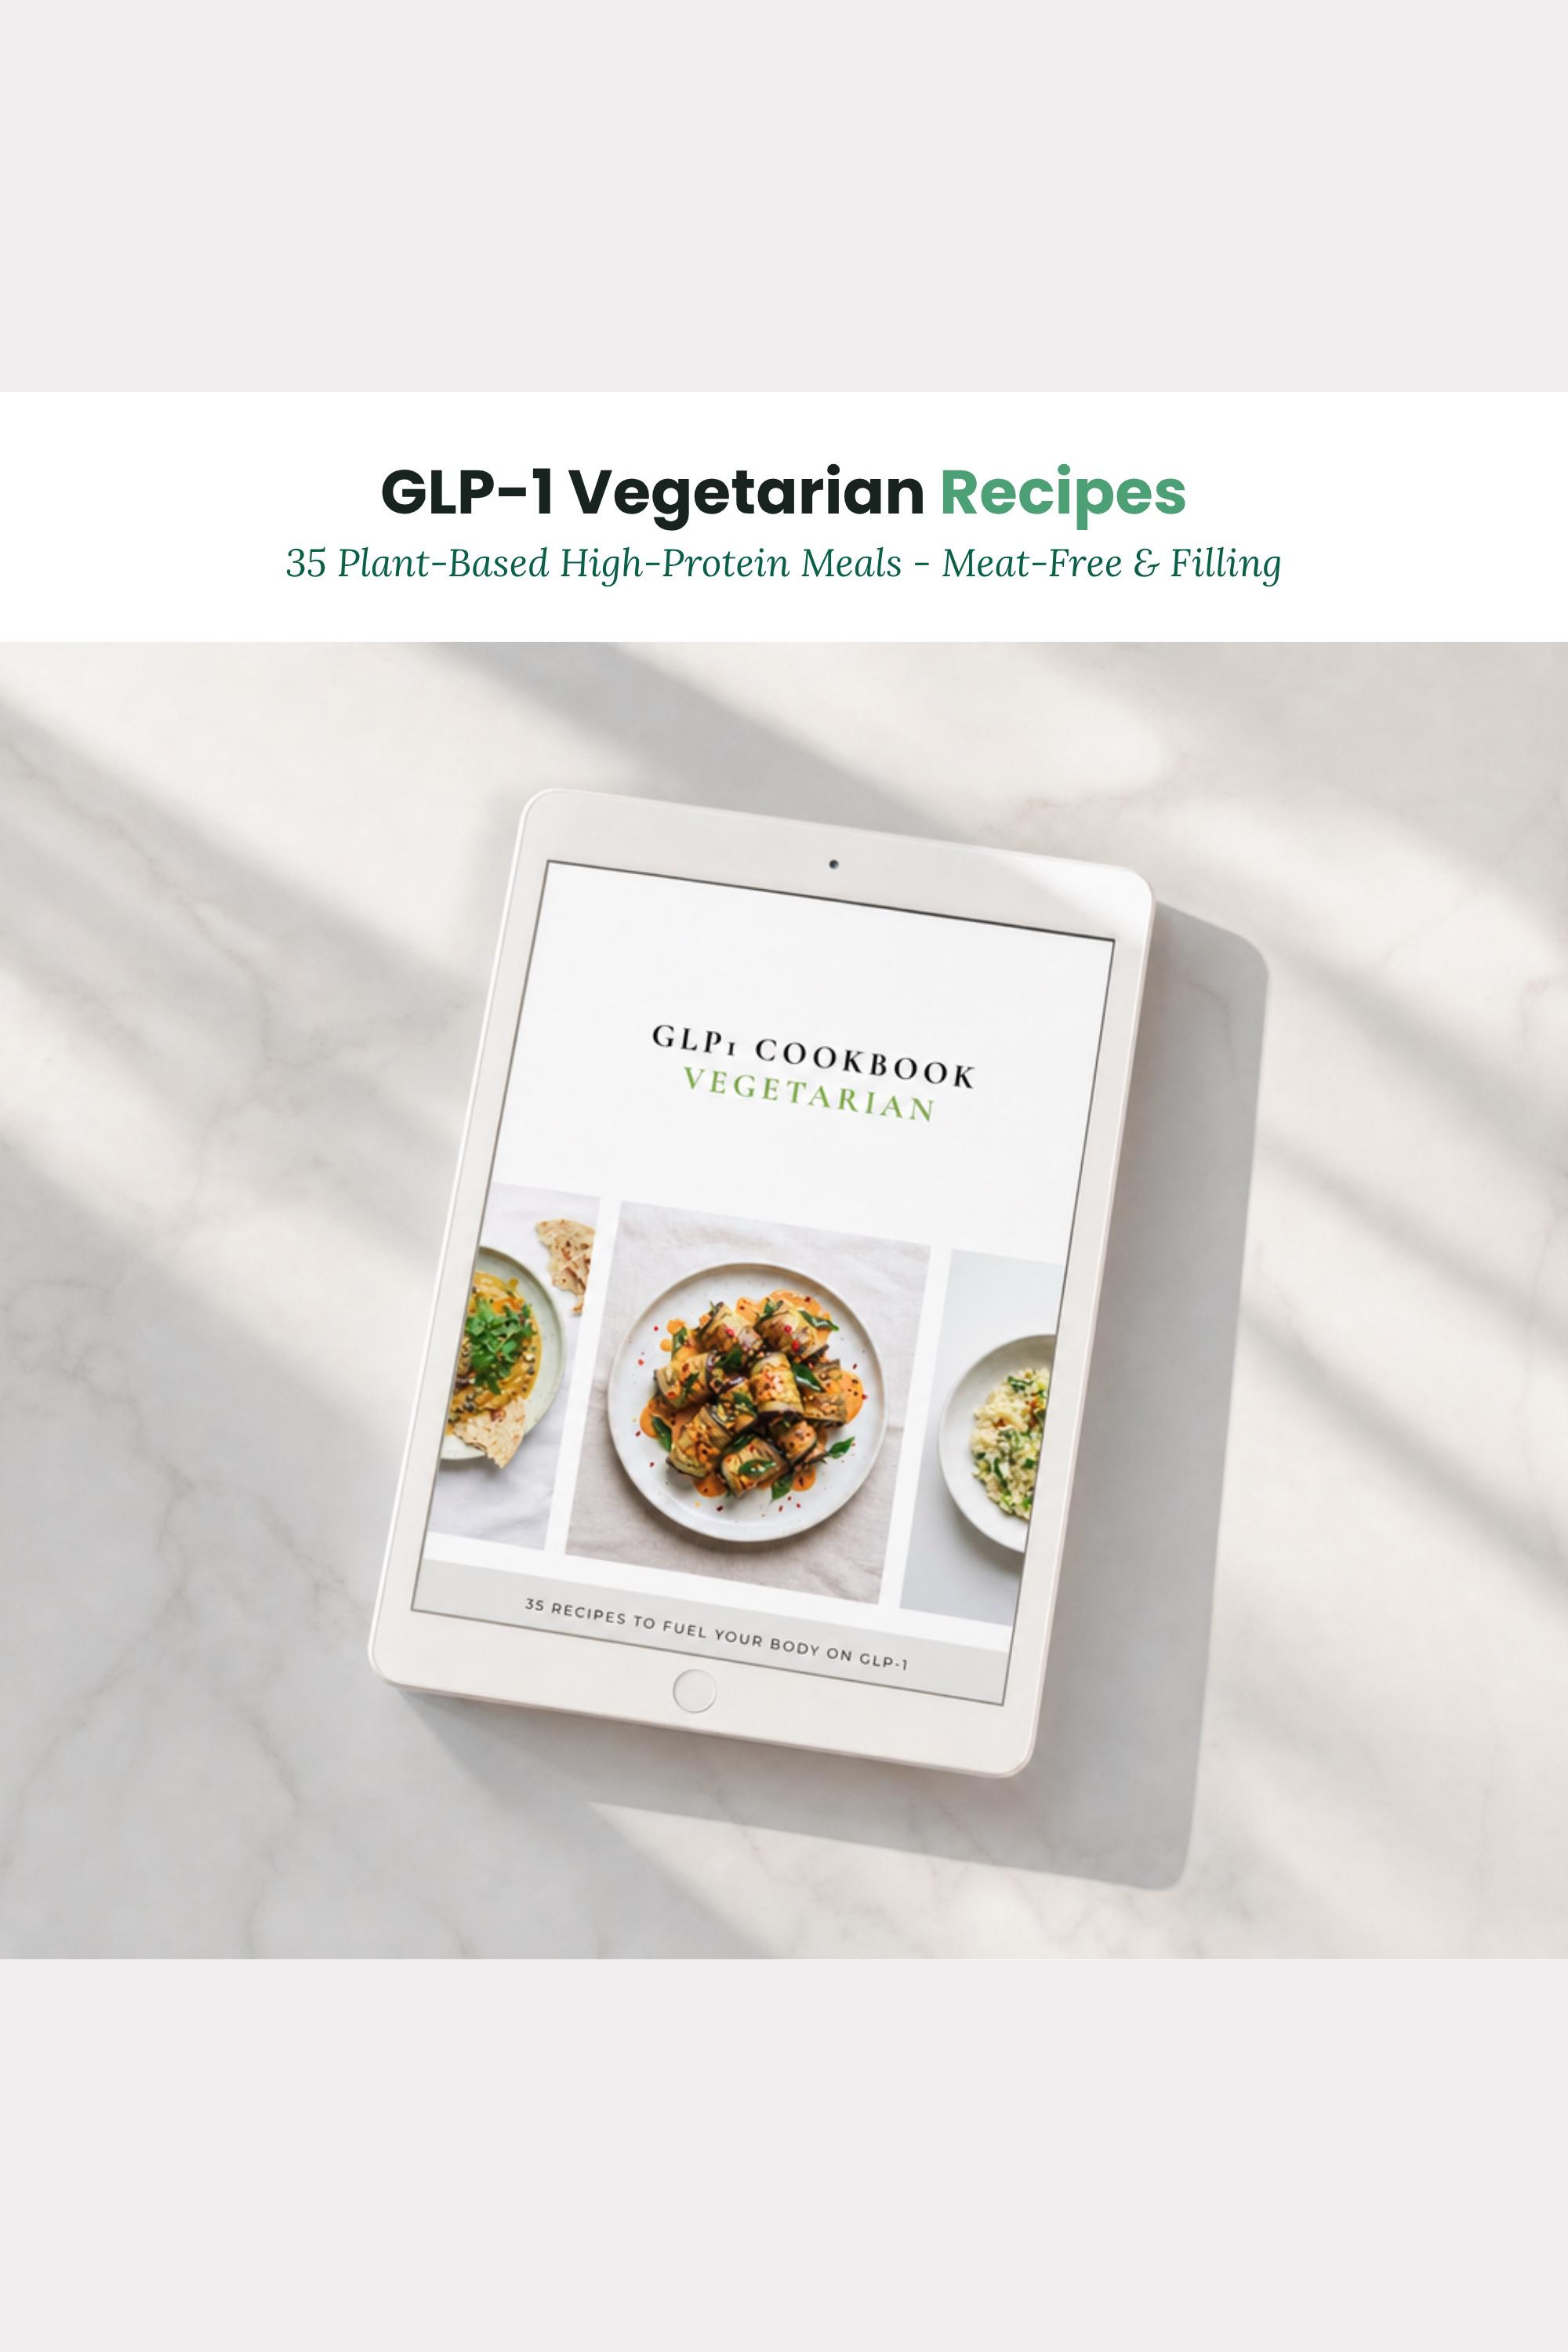 GLP-1 Vegetarian Recipes
35 Plant-Based High-Protein Meals - Meat-Free & Filling
GLP1 COOKBOOK
VEGETARIAN
35 RECIPES TO FUEL YOUR BODY ON GLP-1